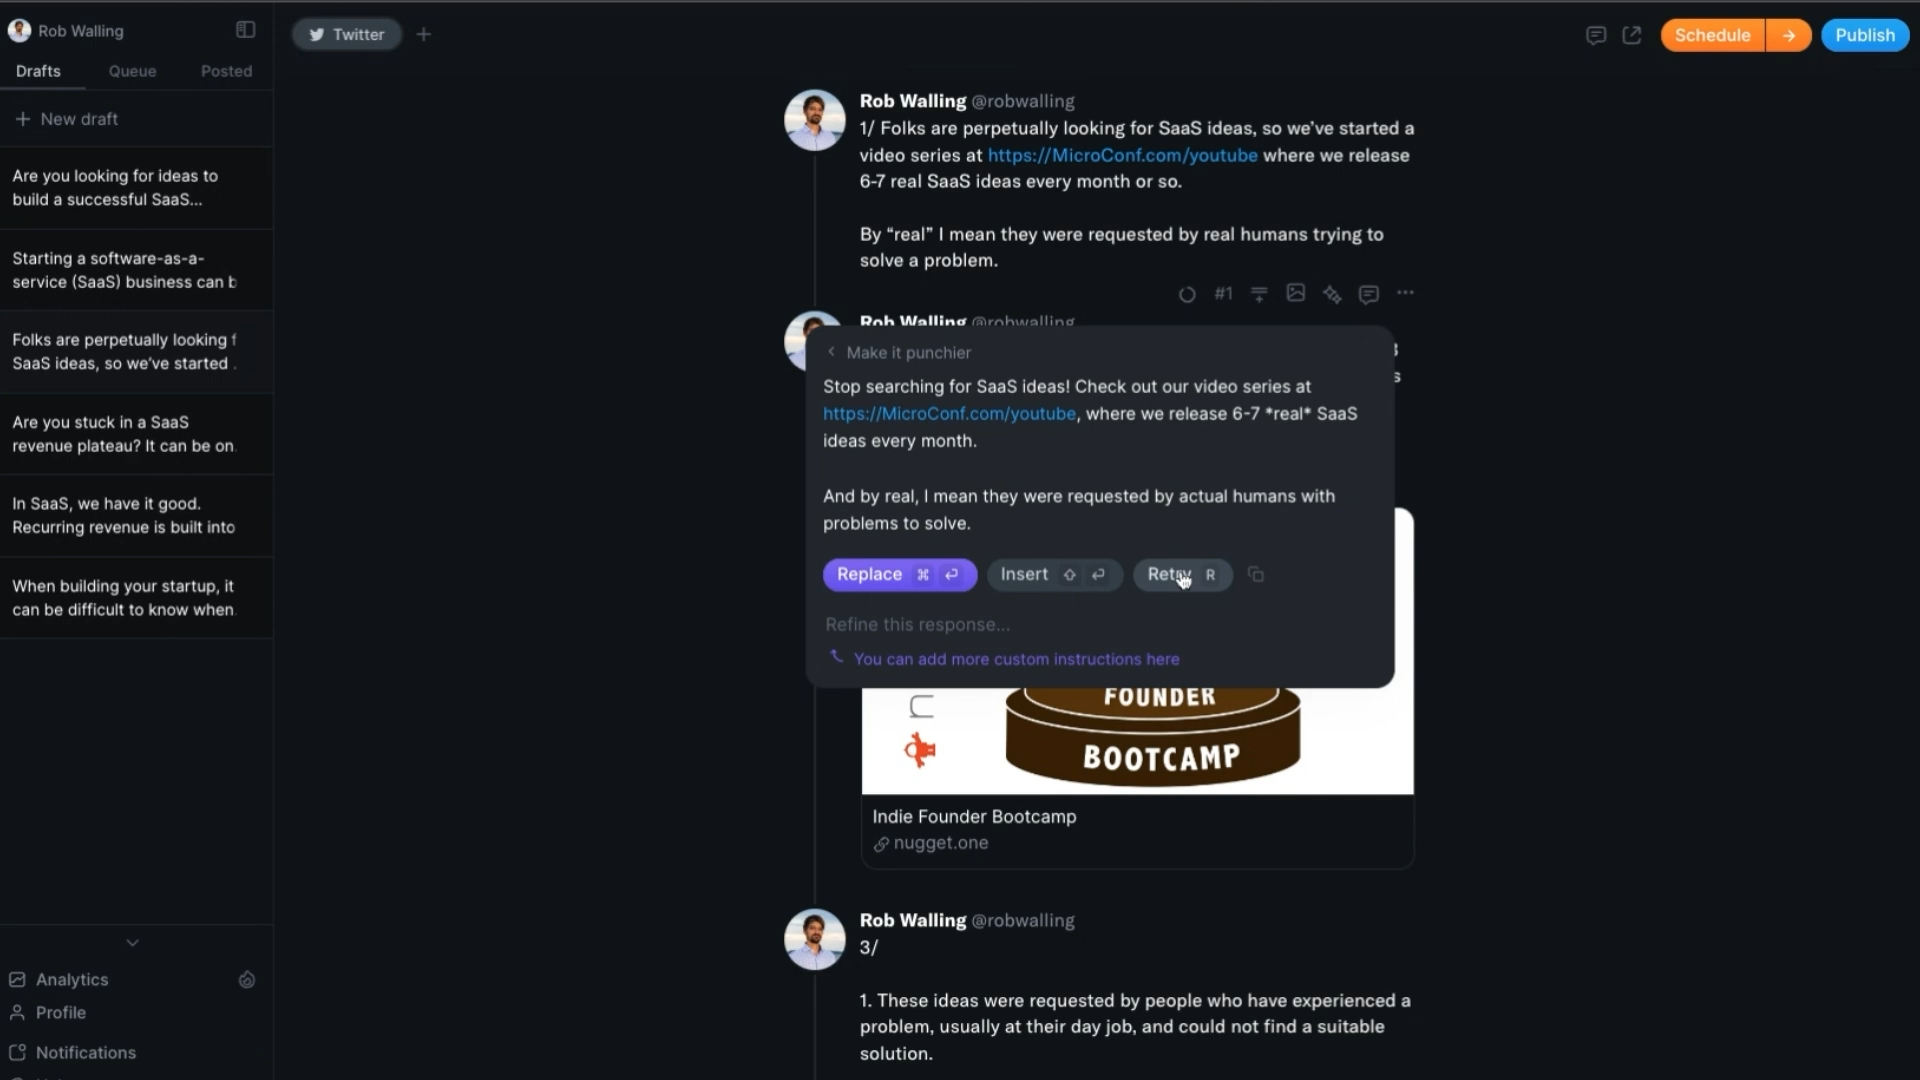 Rob Walling
Drafts
Queue
Posted
New draft
Are you looking for ideas to
build a successful SaaS...
Starting a software-as-a-
service (SaaS) business can b
Folks are perpetually looking f
SaaS ideas, so we've started .
Are you stuck in a SaaS
revenue plateau? It can be on.
In SaaS, we have it good.
Recurring revenue is built into
When building your startup, it
can be difficult to know when
Analytics
Profile
Notifications
Twitter
Schedule
Publish
Rob Walling @robwalling
1/ Folks are perpetually looking for SaaS ideas, so we've started a
video series at https://MicroConf.com/youtube where we release
6-7 real SaaS ideas every month or so.
By “real” I mean they were requested by real humans trying to
solve a problem.
#1
Rob Walling @robwalling
Make it punchier
Stop searching for SaaS ideas! Check out our video series at
https://MicroConf.com/youtube, where we release 6-7 *real* SaaS
ideas every month.
And by real, I mean they were requested by actual humans with
problems to solve.
Replace ⌘
Insert
Retry R
Refine this response...
You can add more custom instructions here
FOUNDER
BOOTCAMP
Indie Founder Bootcamp
nugget.one
Rob Walling @robwalling
3/
1. These ideas were requested by people who have experienced a
problem, usually at their day job, and could not find a suitable
solution.